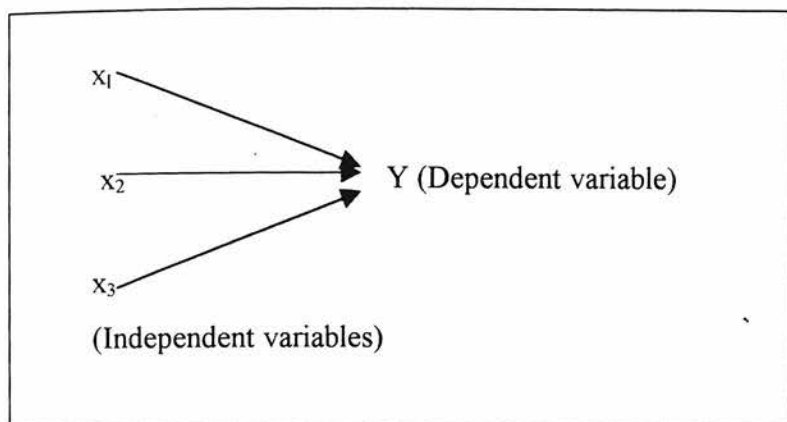 x₁
x₂
Y (Dependent variable)
x₃
(Independent variables)